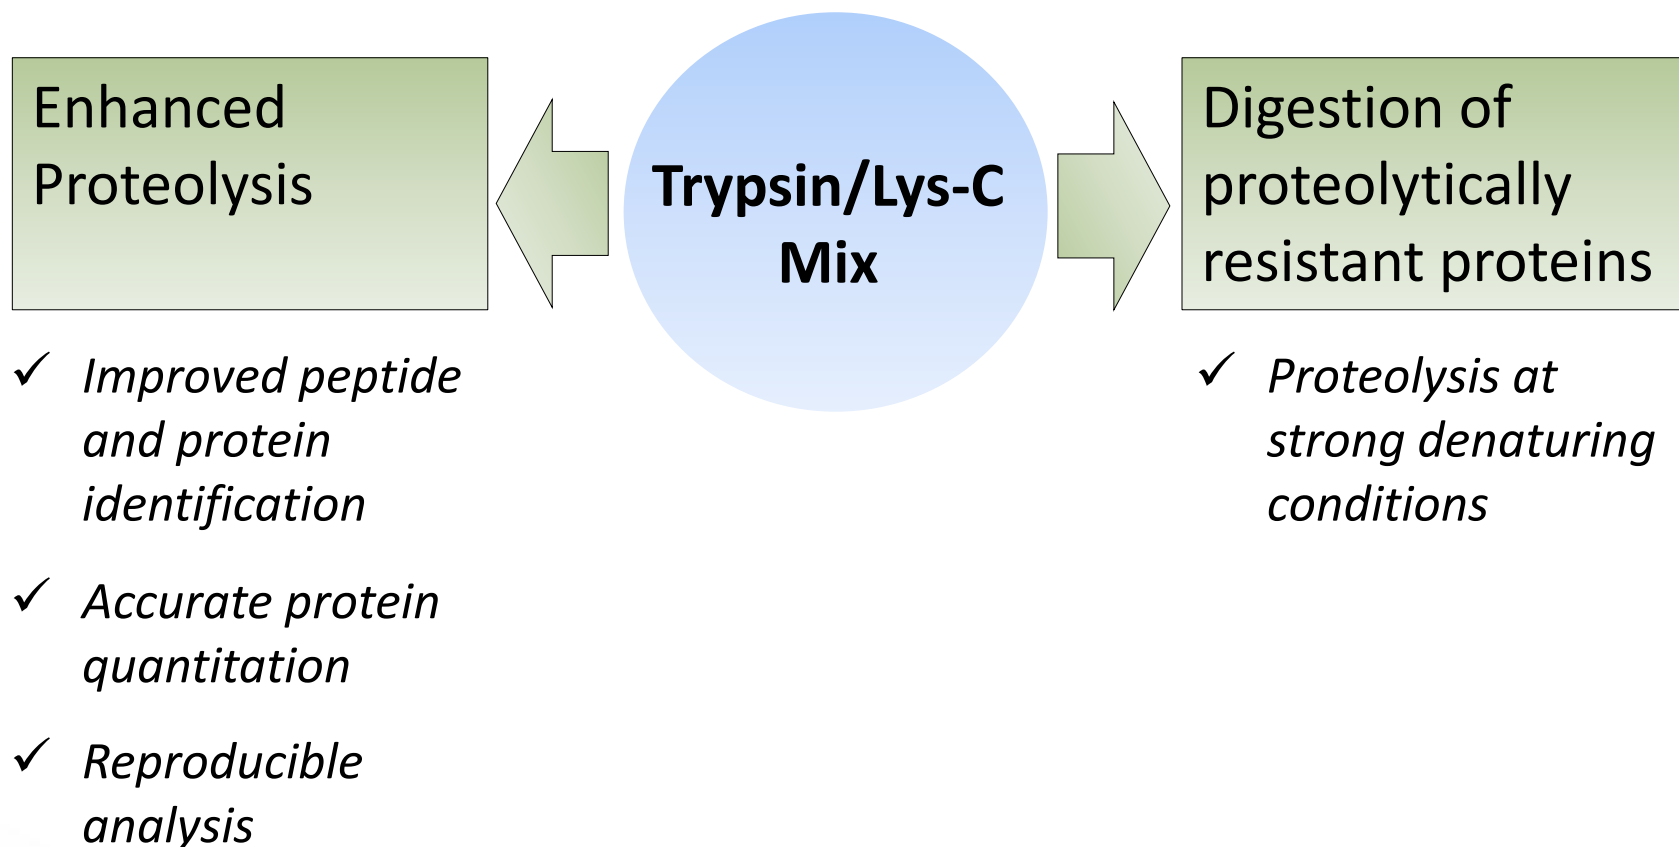 Enhanced
Proteolysis
Trypsin/Lys-C
Mix
Digestion of
proteolytically
resistant proteins
✓ Improved peptide
and protein
identification
✓ Accurate protein
quantitation
✓ Reproducible
analysis
✓ Proteolysis at
strong denaturing
conditions